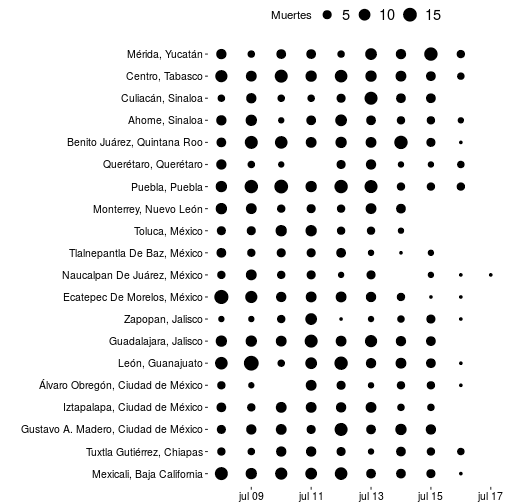 Muertes 5 10 15
Mérida, Yucatán
Centro, Tabasco
Culiacán, Sinaloa
Ahome, Sinaloa
Benito Juárez, Quintana Roo
Querétaro, Querétaro
Puebla, Puebla
Monterrey, Nuevo León
Toluca, México
Tlalnepantla De Baz, México
Naucalpan De Juárez, México
Ecatepec De Morelos, México
Zapopan, Jalisco
Guadalajara, Jalisco
León, Guanajuato
Álvaro Obregón, Ciudad de México
Iztapalapa, Ciudad de México
Gustavo A. Madero, Ciudad de México
Tuxtla Gutiérrez, Chiapas
Mexicali, Baja California
jul 09 jul 11 jul 13 jul 15 jul 17